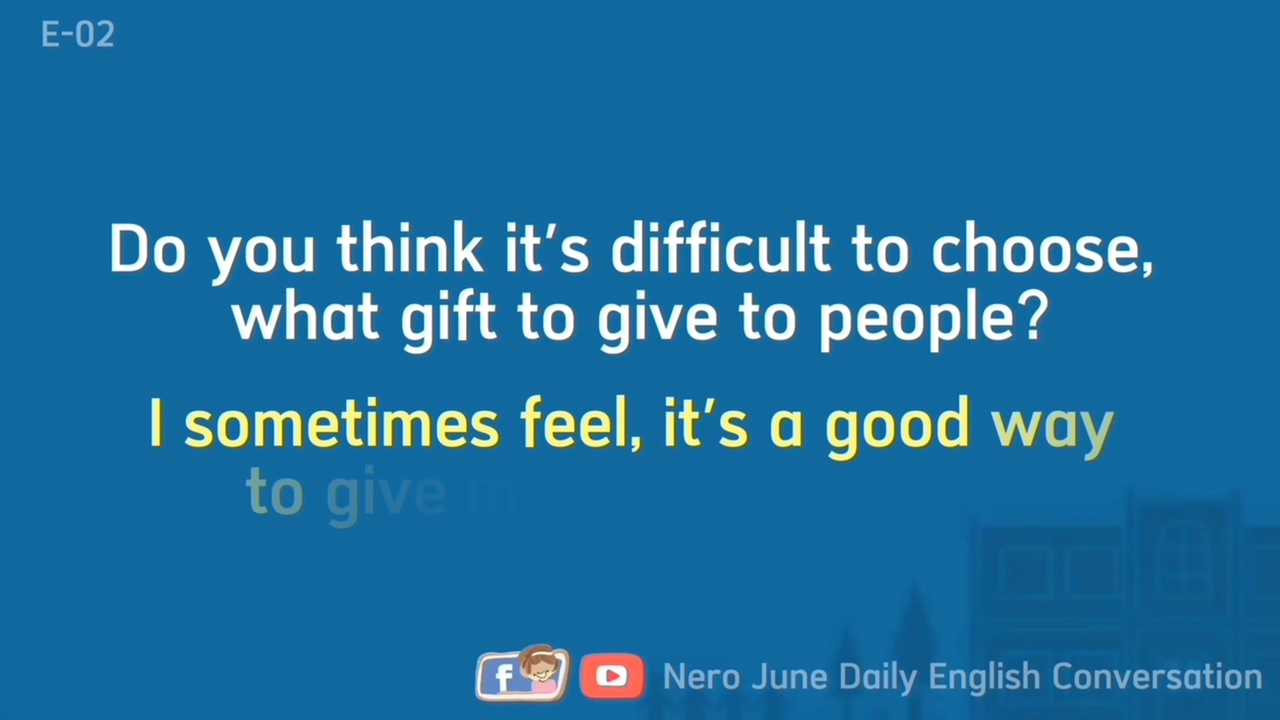 E-02
Do you think it's difficult to choose,
what gift to give to people?
I sometimes feel, it's a good way
to give
f
Nero June Daily English Conversation